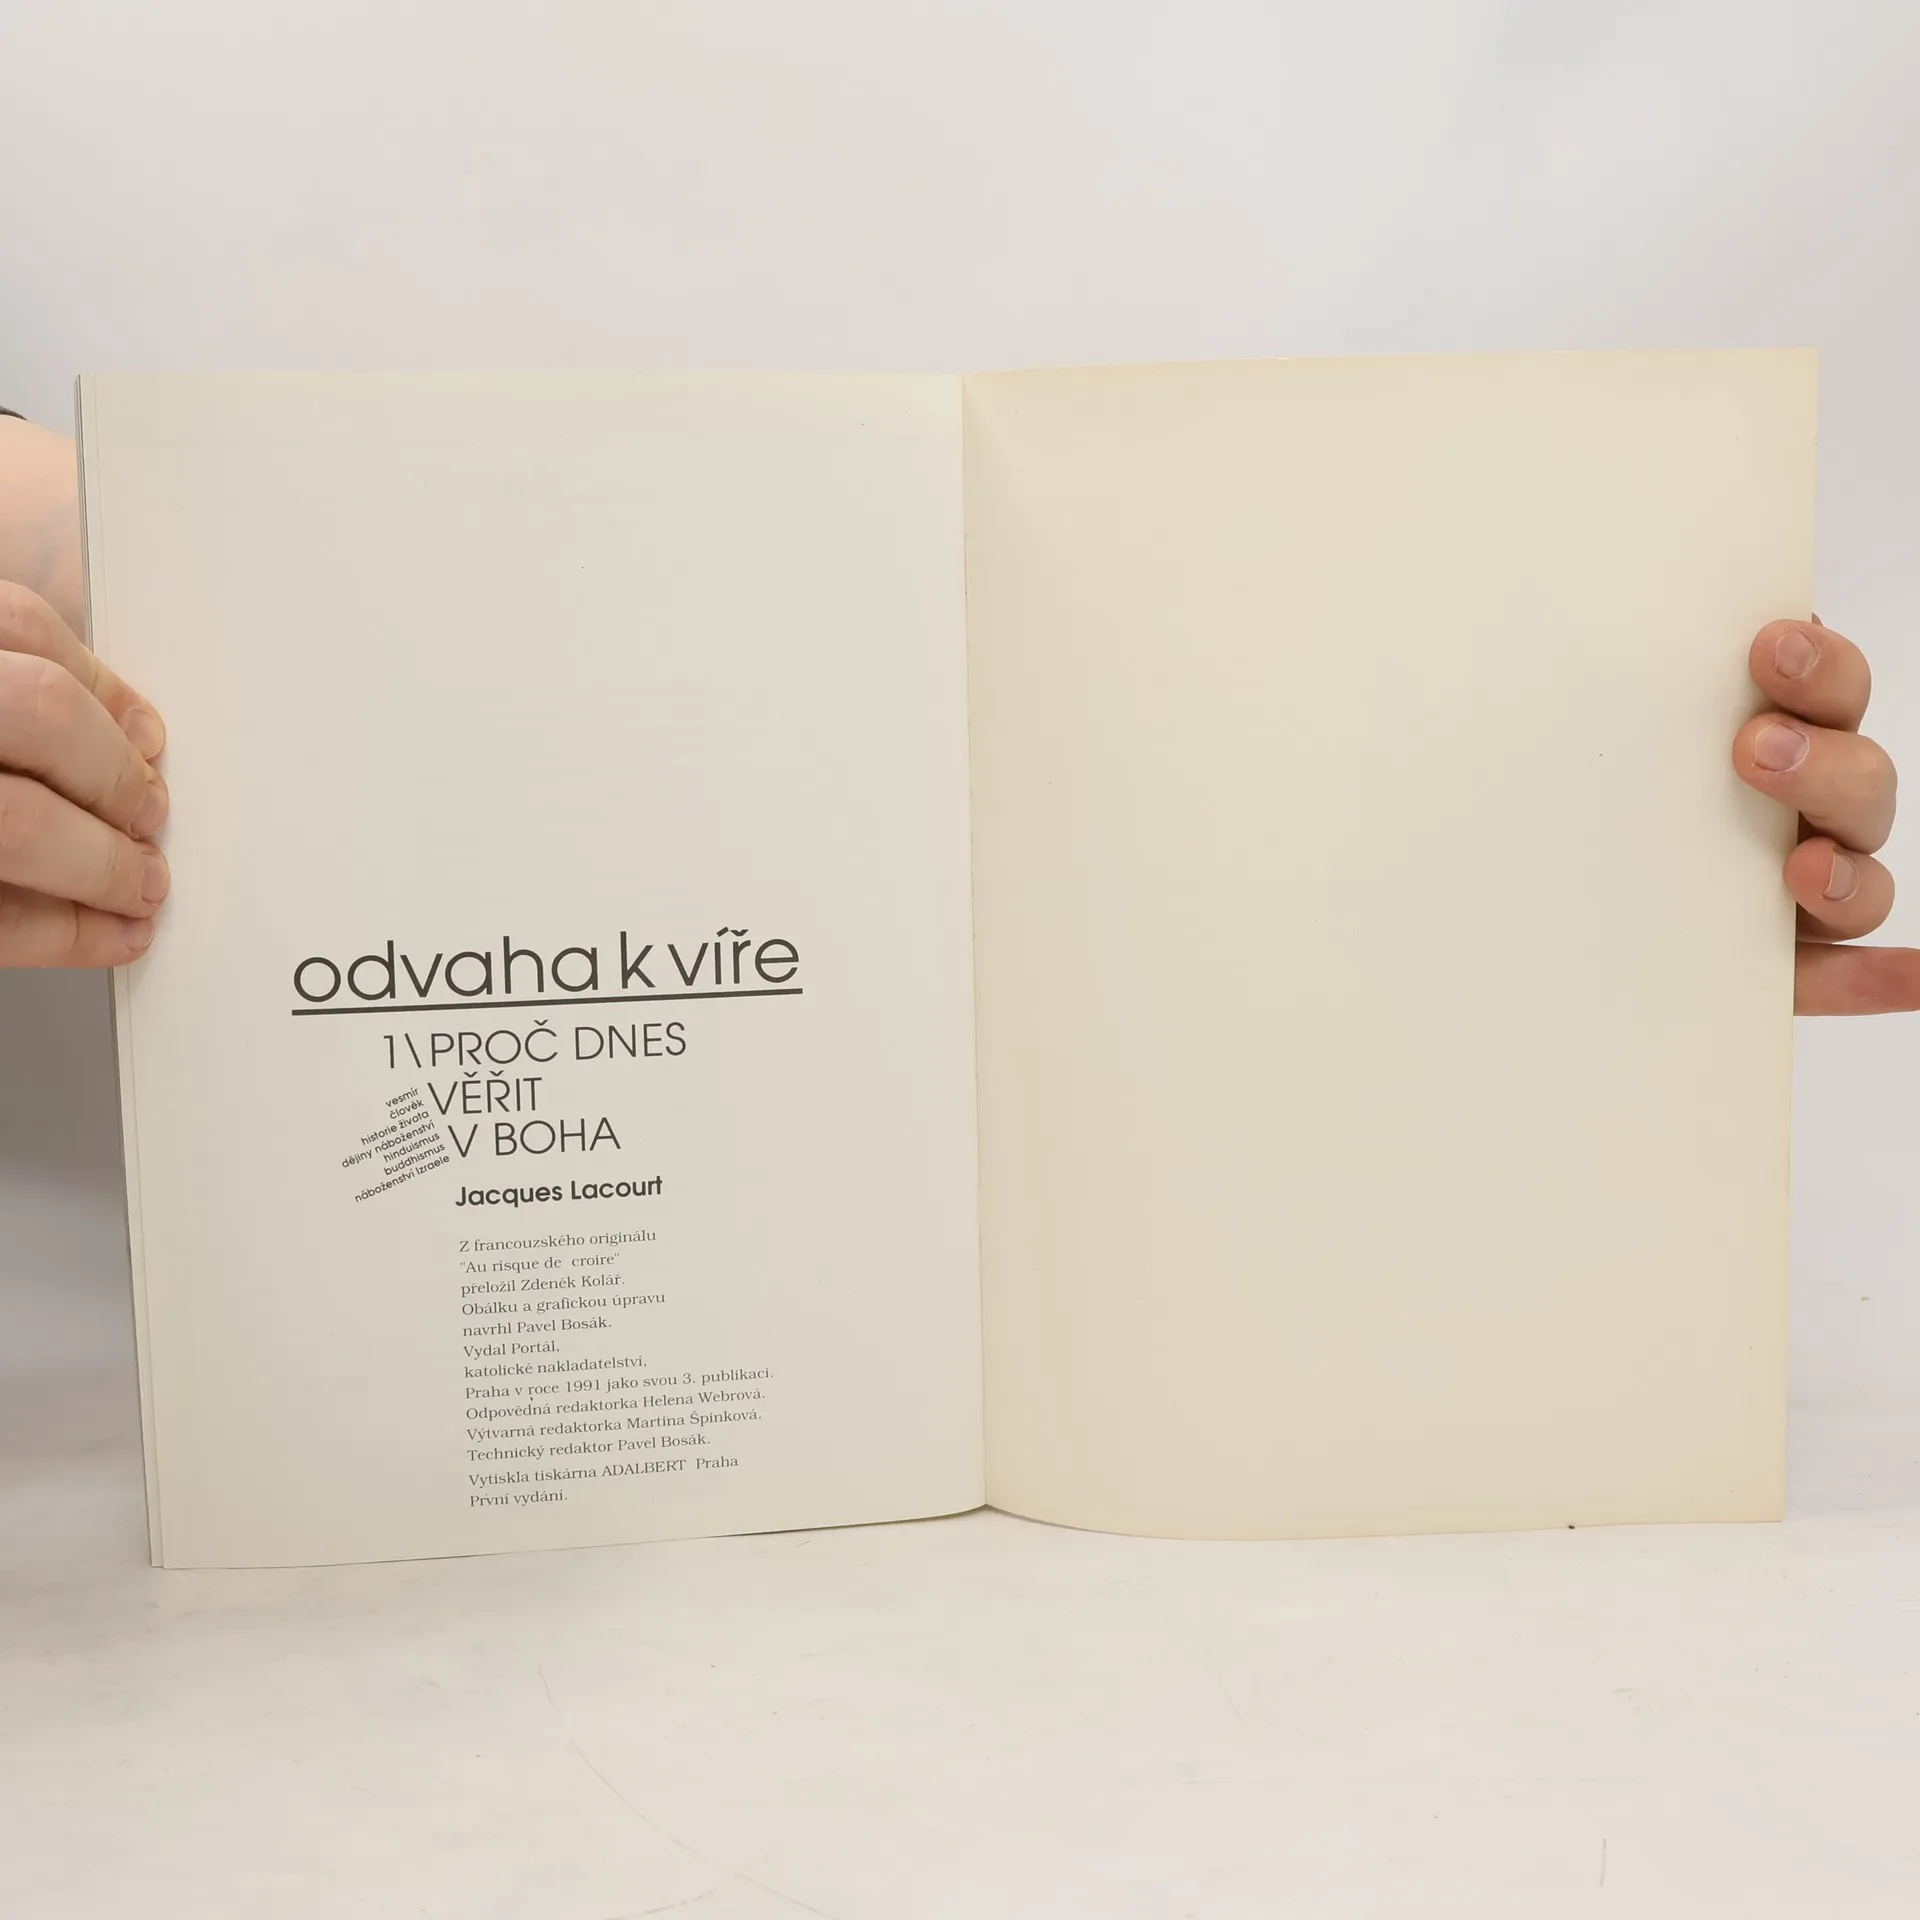 odvaha k víře
1\ PROČ DNES
VĚŘIT
V BOHA
vesmír
člověk
historie života
dějiny náboženství
hinduismus
buddhismus
náboženství Izraele
Jacques Lacourt
Z francouzského originálu
"Au risque de croire"
přeložil Zdeněk Kolář.
Obálku a grafickou úpravu
navrhl Pavel Bosák.
Vydal Portál,
katolické nakladatelství,
Praha v roce 1991 jako svou 3. publikaci.
Odpovědná redaktorka Helena Webrová.
Výtvarná redaktorka Martina Špinková.
Technický redaktor Pavel Bosák.
Vytiskla tiskárna ADALBERT Praha
První vydání.